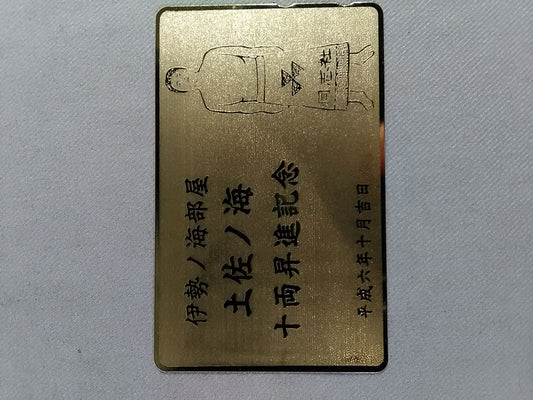 同志社
伊勢ノ海部屋
土佐ノ海
十両昇進記念
平成六年十月吉日